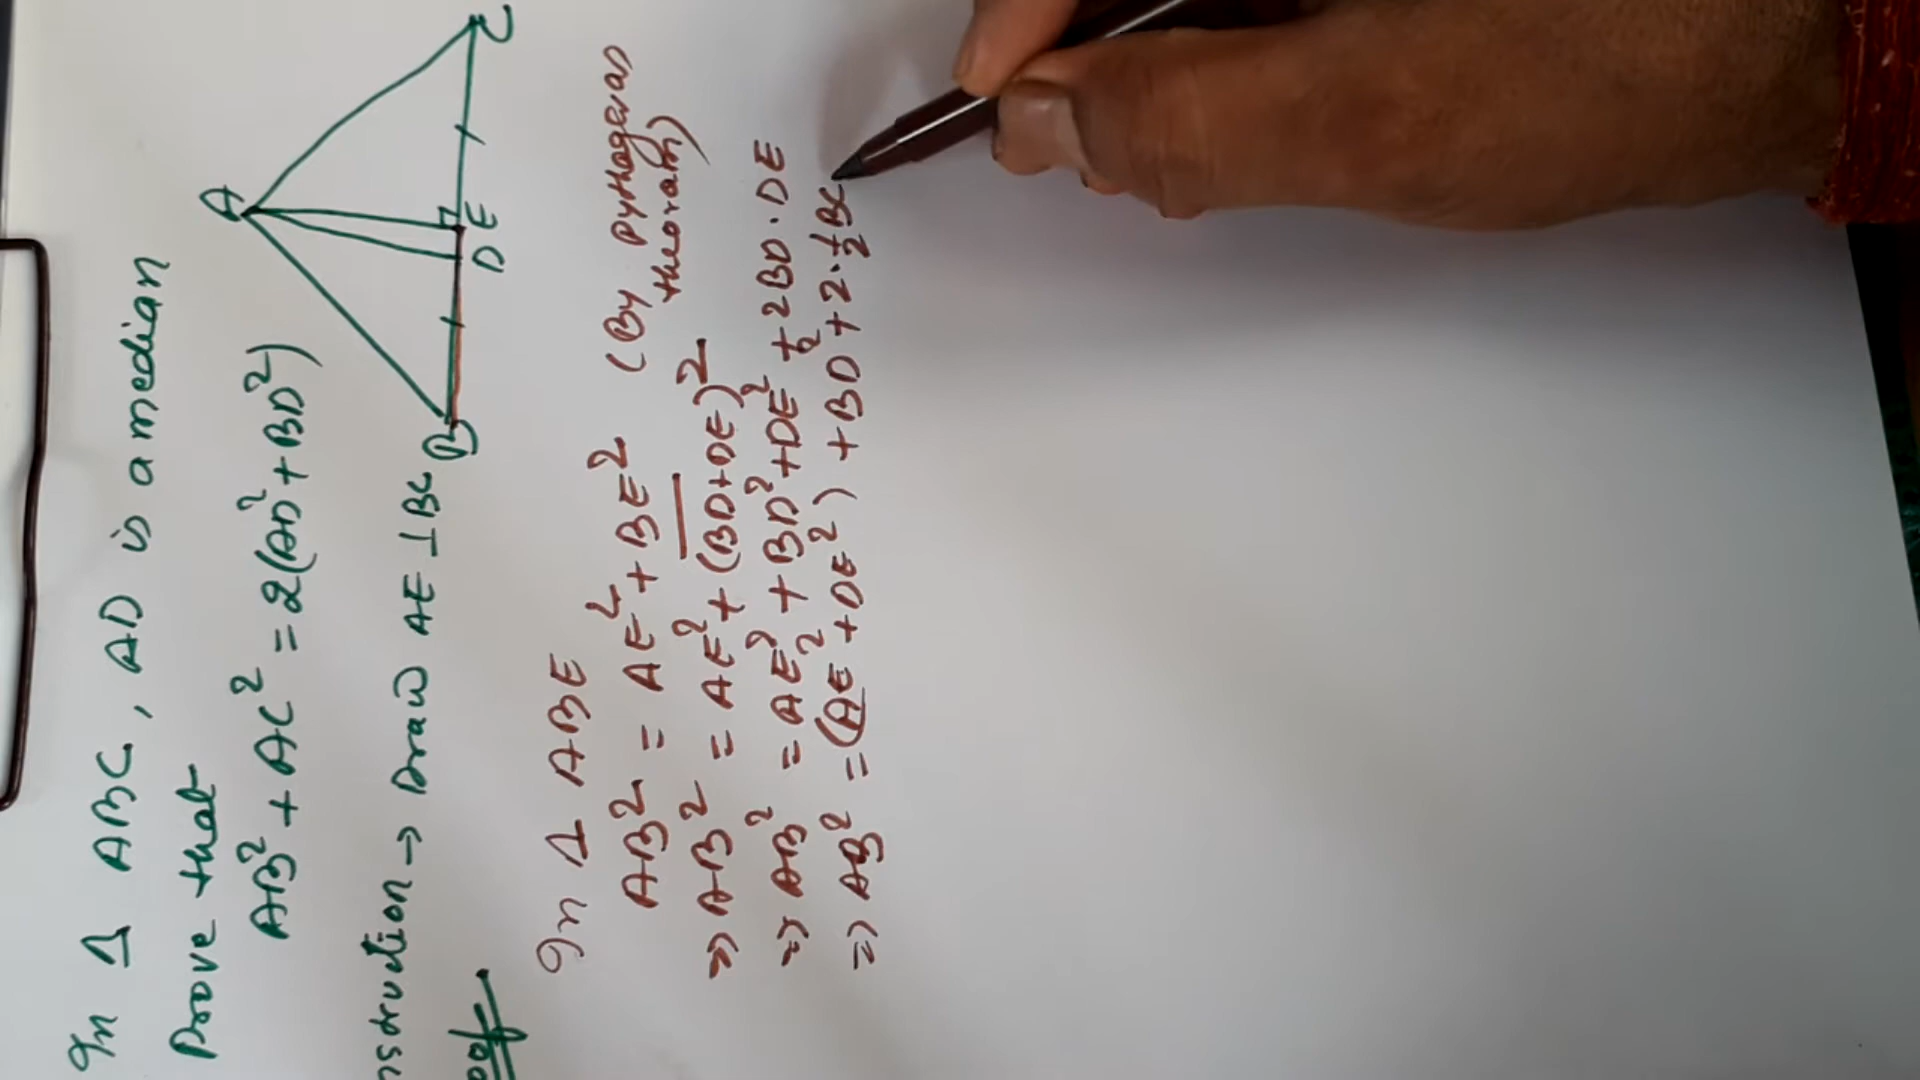 In Δ ABC, AD is a median
Prove that
AB² + AC² = 2(AD² + BD²)
nstruction → Draw AE ⊥ BC
oof
A
B
D
E
C
In Δ ABE
AB² = AE² + BE² (By Pythageras
theoram)
⇒ AB² = AE² + (BD+DE)²
⇒ AB² = AE² + BD² + DE² + 2BD·DE
⇒ AB² = (AE² + DE²) + BD² + 2·½BC